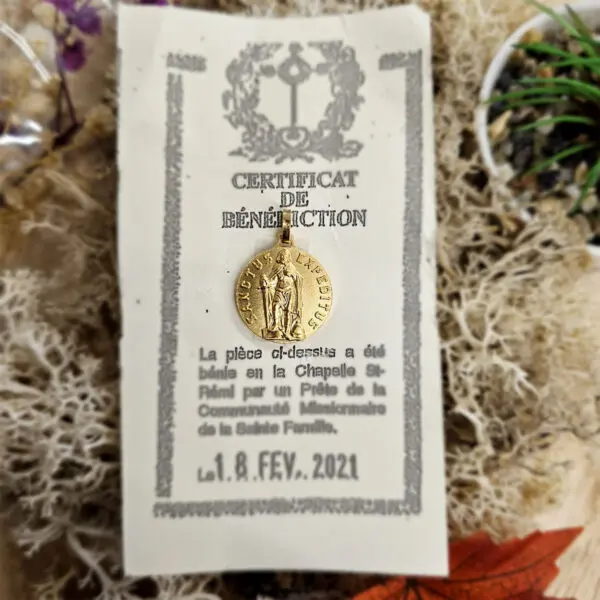 CERTIFICAT
DE
BÉNÉDICTION
SANCTUS EXPEDITUS
La pièce ci-dessus a été
bénie en la Chapelle St-
Rémi par un Prête de la
Communauté Missionnaire
de la Sainte Famille.
Le 18 FEV. 2021